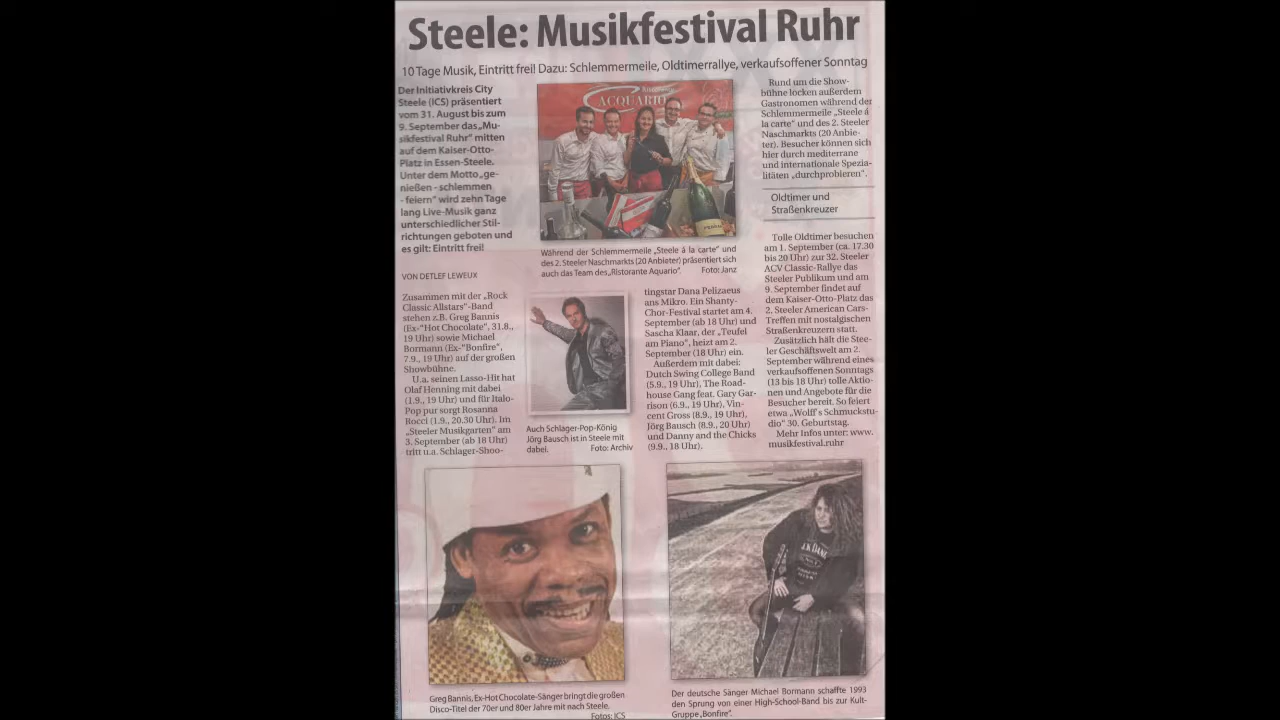 Steele: Musikfestival Ruhr
10 Tage Musik, Eintritt frei! Dazu: Schlemmermeile, Oldtimerrallye, verkaufsoffener Sonntag
Der Initiativkreis City
Steele (ICS) präsentiert
vom 31. August bis zum
9. September das „Mu-
sikfestival Ruhr" mitten
auf dem Kaiser-Otto-
Platz in Essen-Steele.
Unter dem Motto „ge-
nießen - schlemmen
- feiern" wird zehn Tage
lang Live-Musik ganz
unterschiedlicher Stil-
richtungen geboten und
es gilt: Eintritt frei!
VON DETLEF LEWEUX
Zusammen mit der „Rock
Classic Allstars"-Band
stehen z.B. Greg Bannis
(Ex-"Hot Chocolate", 31.8.,
19 Uhr) sowie Michael
Bormann (Ex-"Bonfire",
7.9., 19 Uhr) auf der großen
Showbühne.
U.a. seinen Lasso-Hit hat
Olaf Henning mit dabei
(1.9., 19 Uhr) und für Italo-
Pop pur sorgt Rosanna
Rocci (1.9., 20.30 Uhr). Im
„Steeler Musikgarten" am
3. September (ab 18 Uhr)
tritt u.a. Schlager-Shoo-
ACQUARIO
Während der Schlemmermeile „Steele á la carte" und
des 2. Steeler Naschmarkts (20 Anbieter) präsentiert sich
auch das Team des „Ristorante Aquario". Foto: Janz
Auch Schlager-Pop-König
Jörg Bausch ist in Steele mit
dabei. Foto: Archiv
tingstar Dana Pelizaeus
ans Mikro. Ein Shanty-
Chor-Festival startet am 4.
September (ab 18 Uhr) und
Sascha Klaar, der „Teufel
am Piano", heizt am 2.
September (18 Uhr) ein.
Außerdem mit dabei:
Dutch Swing College Band
(5.9., 19 Uhr), The Road-
house Gang feat. Gary Gar-
rison (6.9., 19 Uhr), Vin-
cent Gross (8.9., 19 Uhr),
Jörg Bausch (8.9., 20 Uhr)
und Danny and the Chicks
(9.9., 18 Uhr).
Rund um die Show-
bühne locken außerdem
Gastronomen während der
Schlemmermeile „Steele á
la carte" und des 2. Steeler
Naschmarkts (20 Anbie-
ter). Besucher können sich
hier durch mediterrane
und internationale Spezia-
litäten „durchprobieren".
Oldtimer und
Straßenkreuzer
Tolle Oldtimer besuchen
am 1. September (ca. 17.30
bis 20 Uhr) zur 32. Steeler
ACV Classic-Rallye das
Steeler Publikum und am
9. September findet auf
dem Kaiser-Otto-Platz das
2. Steeler American Cars-
Treffen mit nostalgischen
Straßenkreuzern statt.
Zusätzlich hält die Stee-
ler Geschäftswelt am 2.
September während eines
verkaufsoffenen Sonntags
(13 bis 18 Uhr) tolle Aktio-
nen und Angebote für die
Besucher bereit. So feiert
etwa „Wolff's Schmuckstu-
dio" 30. Geburtstag.
Mehr Infos unter: www.
musikfestival.ruhr
Greg Bannis, Ex-Hot Chocolate-Sänger bringt die großen
Disco-Titel der 70er und 80er Jahre mit nach Steele.
Fotos: ICS
Der deutsche Sänger Michael Bormann schaffte 1993
den Sprung von einer High-School-Band bis zur Kult-
Gruppe „Bonfire".